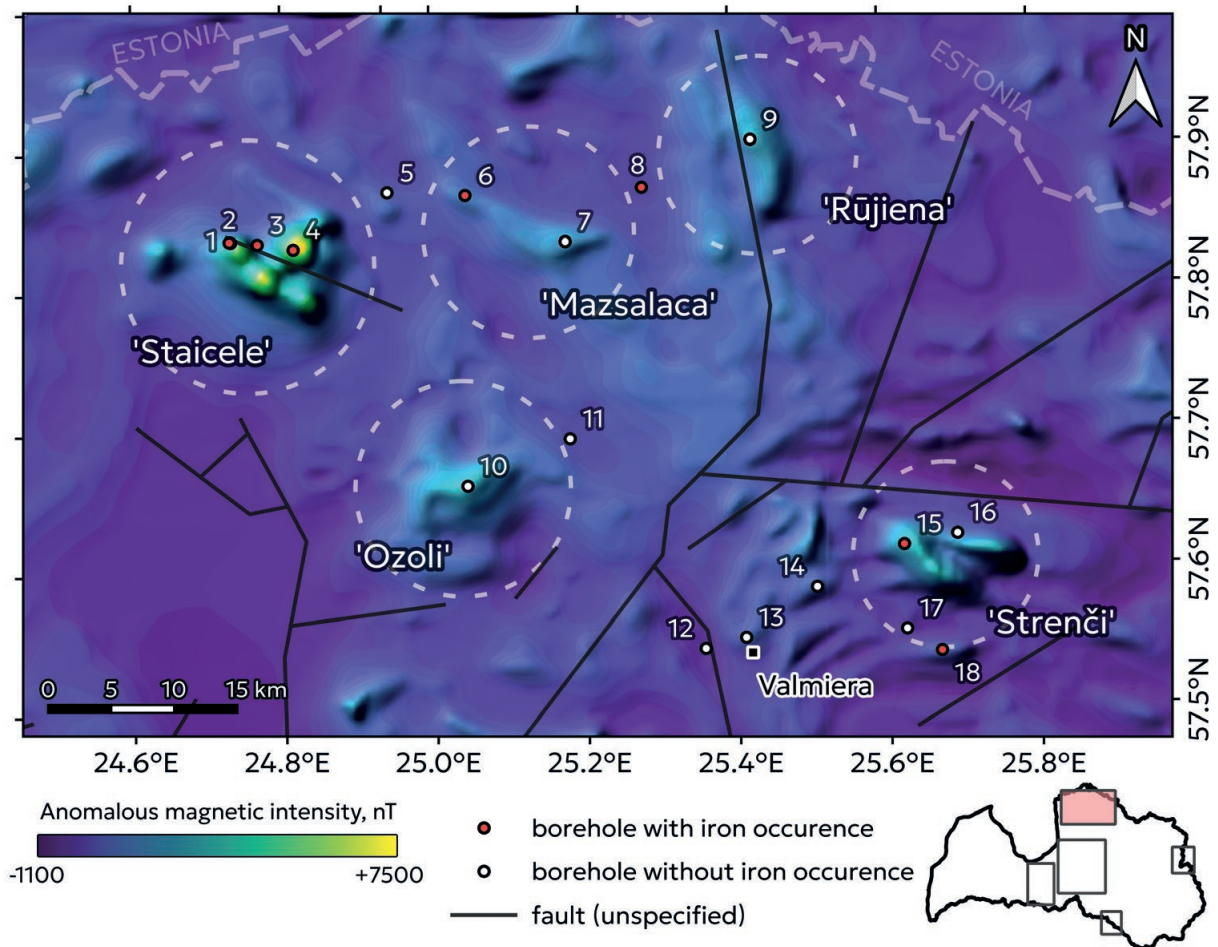 ESTONIA
ESTONIA
N
57.9°N
57.8°N
57.7°N
57.6°N
57.5°N
1
2
3
4
5
6
7
8
9
'Rūjiena'
'Mazsalaca'
'Staicele'
11
10
'Ozoli'
15
16
14
17
'Strenči'
12
13
18
Valmiera
0 5 10 15 km
24.6°E 24.8°E 25.0°E 25.2°E 25.4°E 25.6°E 25.8°E
Anomalous magnetic intensity, nT
-1100 +7500
borehole with iron occurence
borehole without iron occurence
fault (unspecified)